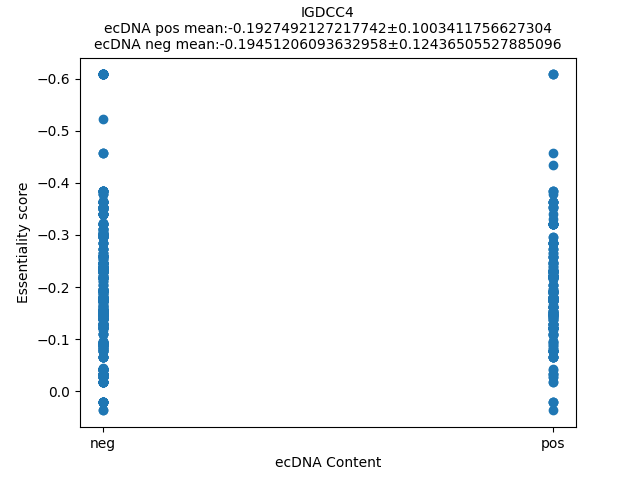 IGDCC4
ecDNA pos mean:-0.1927492127217742±0.1003411756627304
ecDNA neg mean:-0.19451206093632958±0.12436505527885096
−0.6
−0.5
−0.4
−0.3
−0.2
−0.1
0.0
Essentiality score
neg
pos
ecDNA Content